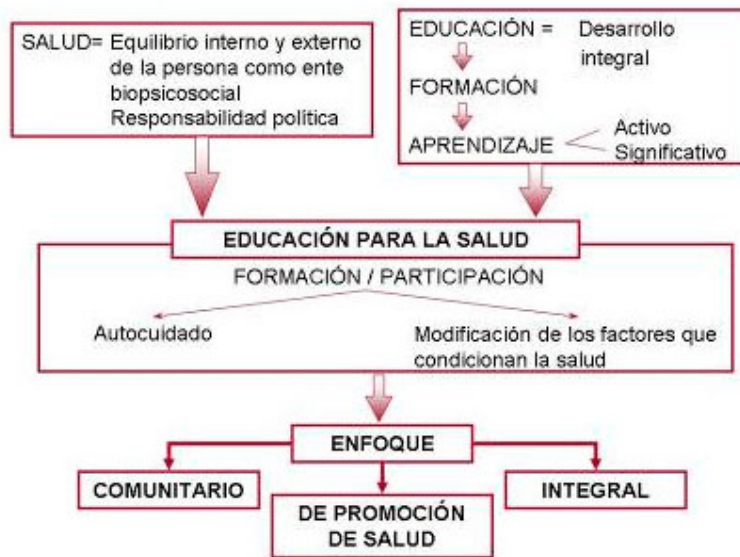 SALUD= Equilibrio interno y externo
de la persona como ente
biopsicosocial
Responsabilidad política
EDUCACIÓN = Desarrollo
integral
FORMACIÓN
APRENDIZAJE
Activo
Significativo
EDUCACIÓN PARA LA SALUD
FORMACIÓN / PARTICIPACIÓN
Autocuidado
Modificación de los factores que
condicionan la salud
ENFOQUE
COMUNITARIO
DE PROMOCIÓN
DE SALUD
INTEGRAL